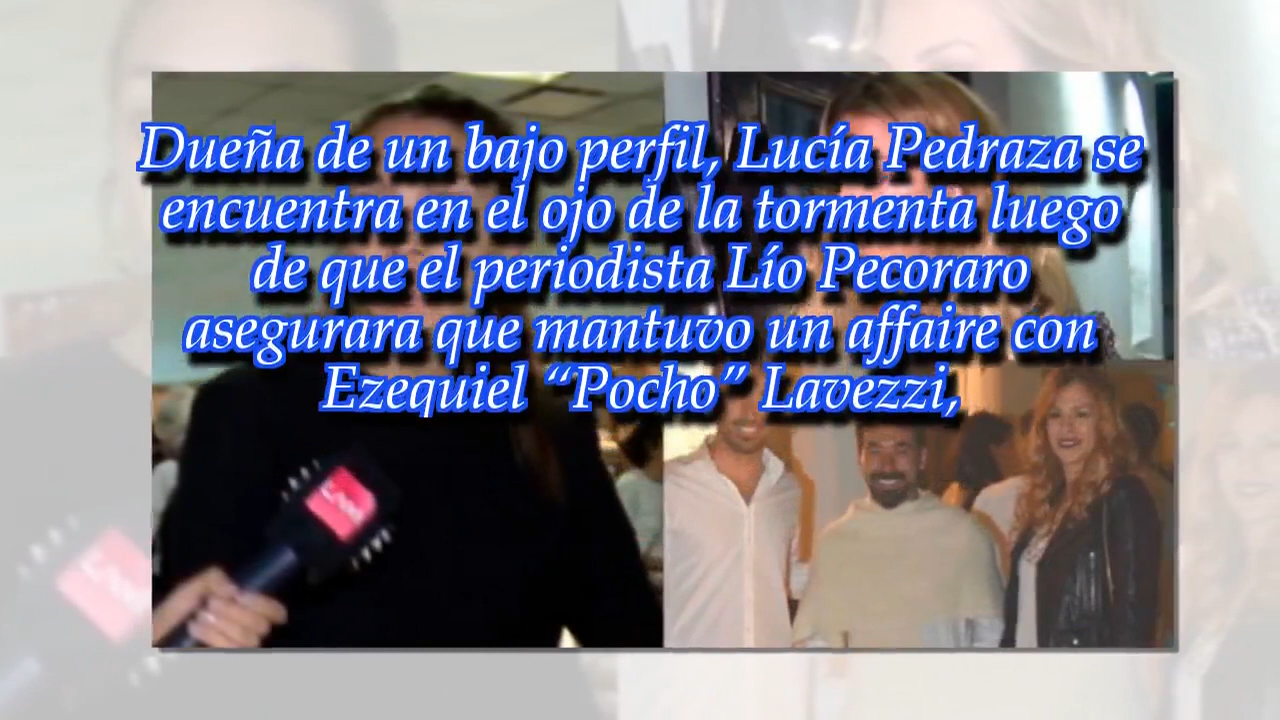 Dueña de un bajo perfil, Lucía Pedraza se
encuentra en el ojo de la tormenta luego
de que el periodista Lío Pecoraro
asegurara que mantuvo un affaire con
Ezequiel “Pocho” Lavezzi,